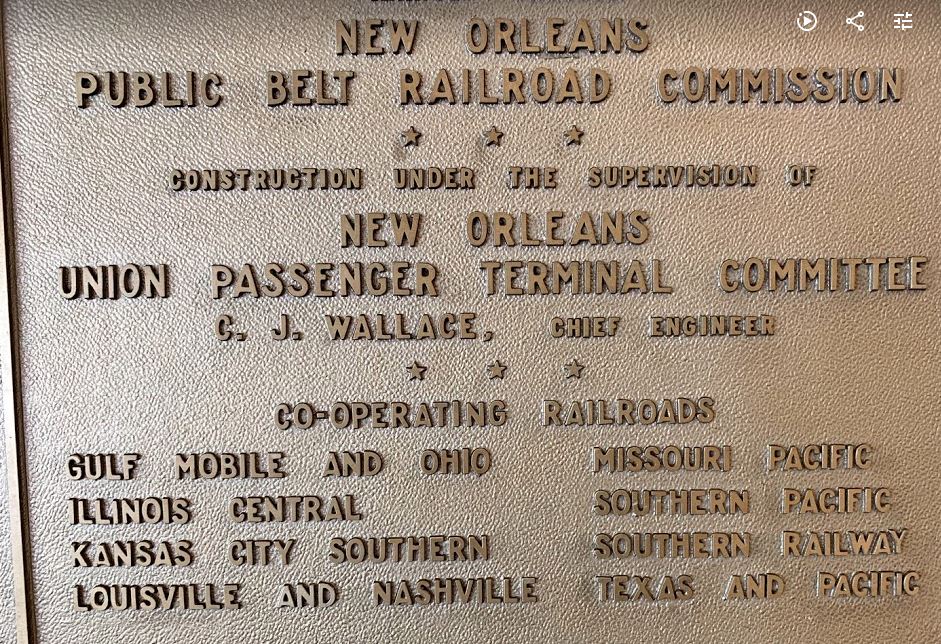 NEW ORLEANS
PUBLIC BELT RAILROAD COMMISSION
CONSTRUCTION UNDER THE SUPERVISION OF
NEW ORLEANS
UNION PASSENGER TERMINAL COMMITTEE
C. J. WALLACE, CHIEF ENGINEER
CO-OPERATING RAILROADS
GULF MOBILE AND OHIO
ILLINOIS CENTRAL
KANSAS CITY SOUTHERN
LOUISVILLE AND NASHVILLE
MISSOURI PACIFIC
SOUTHERN PACIFIC
SOUTHERN RAILWAY
TEXAS AND PACIFIC